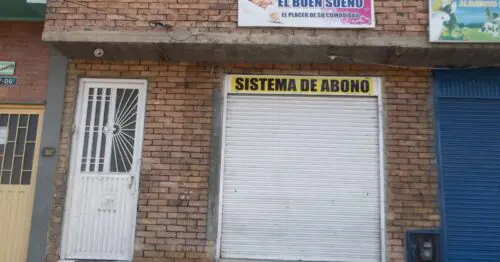 EL BUEN SUEÑO
EL PLACER DE SU COMODIDAD
SISTEMA DE ABONO